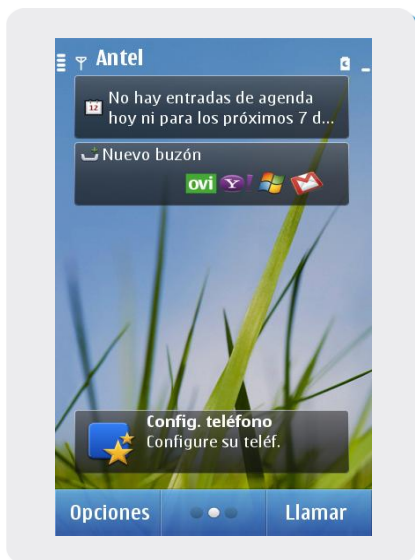 Antel
12
No hay entradas de agenda
hoy ni para los próximos 7 d...
Nuevo buzón
ovi Y!
Config. teléfono
Configure su teléf.
Opciones
Llamar